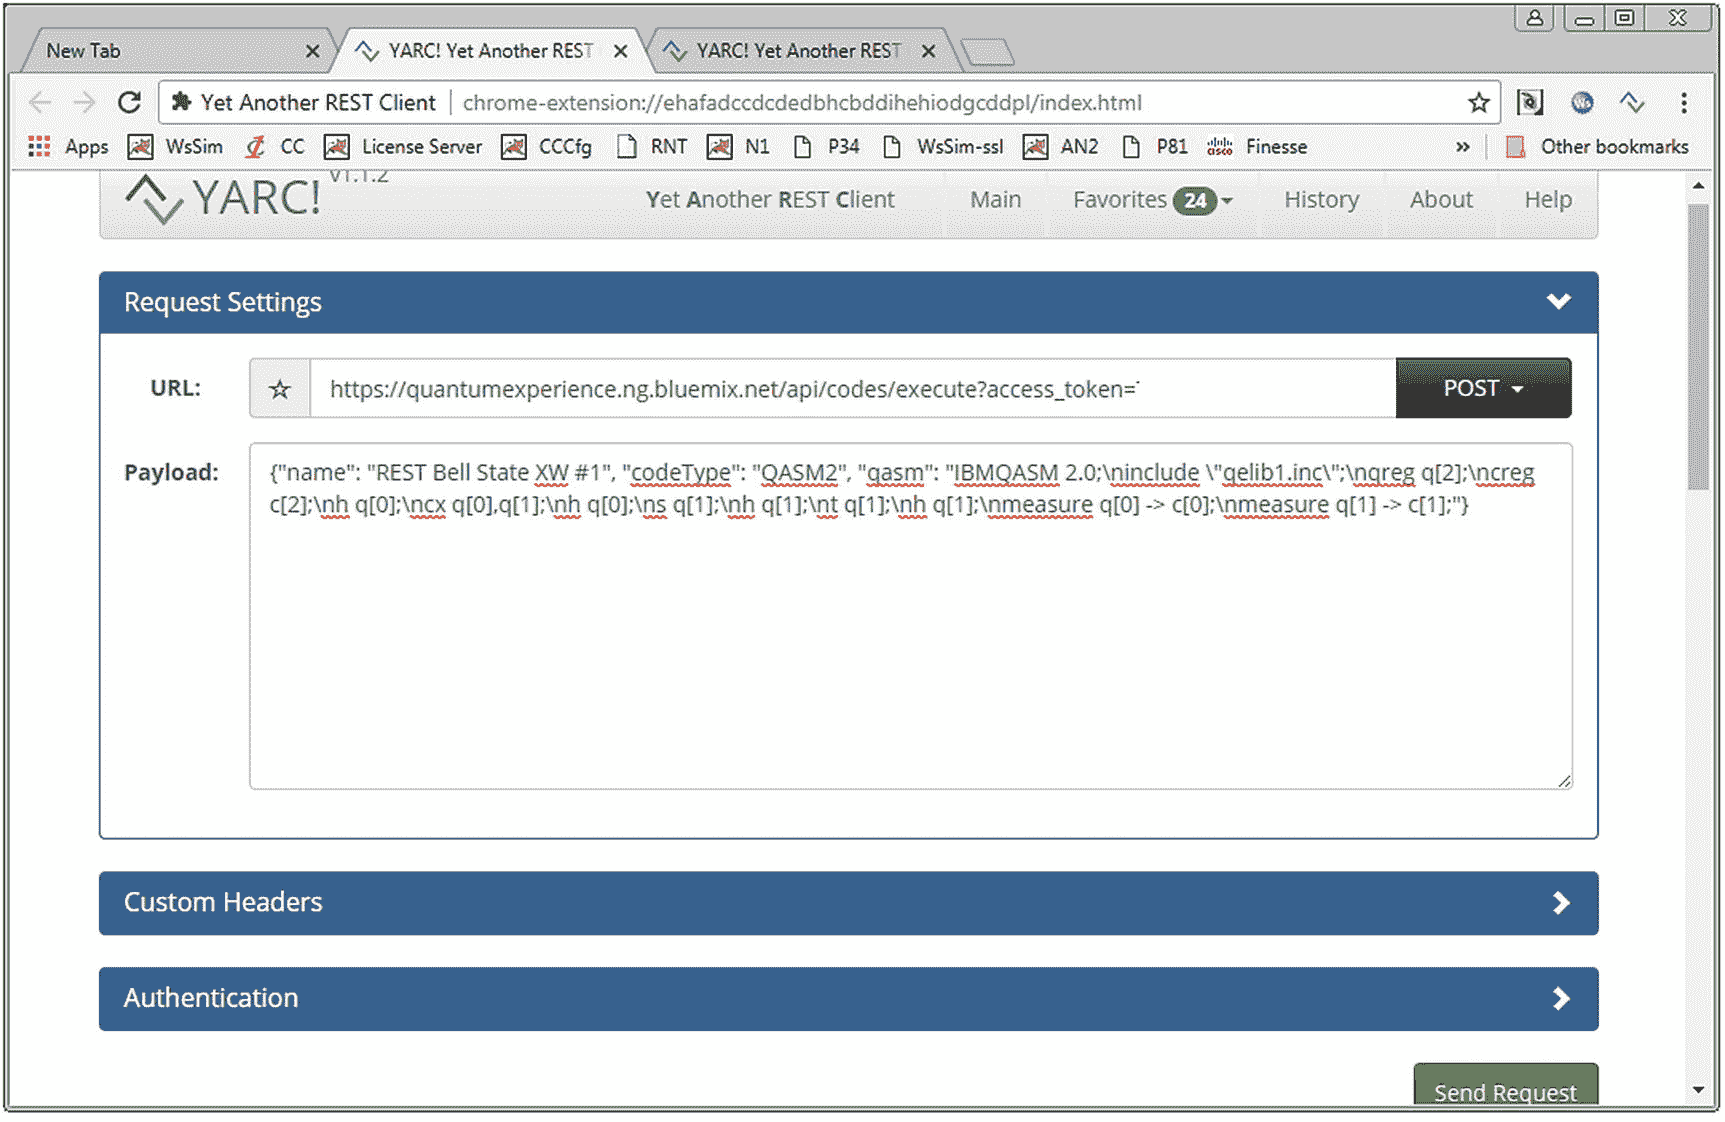 New Tab
YARC! Yet Another REST
YARC! Yet Another REST
Yet Another REST Client
chrome-extension://ehafadccdcdedbhcbddihehiodgcddpl/index.html
Apps WsSim CC License Server CCCfg RNT N1 P34 WsSim-ssl AN2 P81 cisco Finesse » Other bookmarks
YARC! V1.1.2
Yet Another REST Client Main Favorites 24 History About Help
Request Settings
URL: https://quantumexperience.ng.bluemix.net/api/codes/execute?access_token= POST
Payload: {"name": "REST Bell State XW #1", "codeType": "QASM2", "qasm": "IBMQASM 2.0;\ninclude \"qelib1.inc\";\nqreg q[2];\ncreg
c[2];\nh q[0];\ncx q[0],q[1];\nh q[0];\ns q[1];\nh q[1];\nt q[1];\nh q[1];\nmeasure q[0] -> c[0];\nmeasure q[1] -> c[1];"}
Custom Headers
Authentication
Send Request